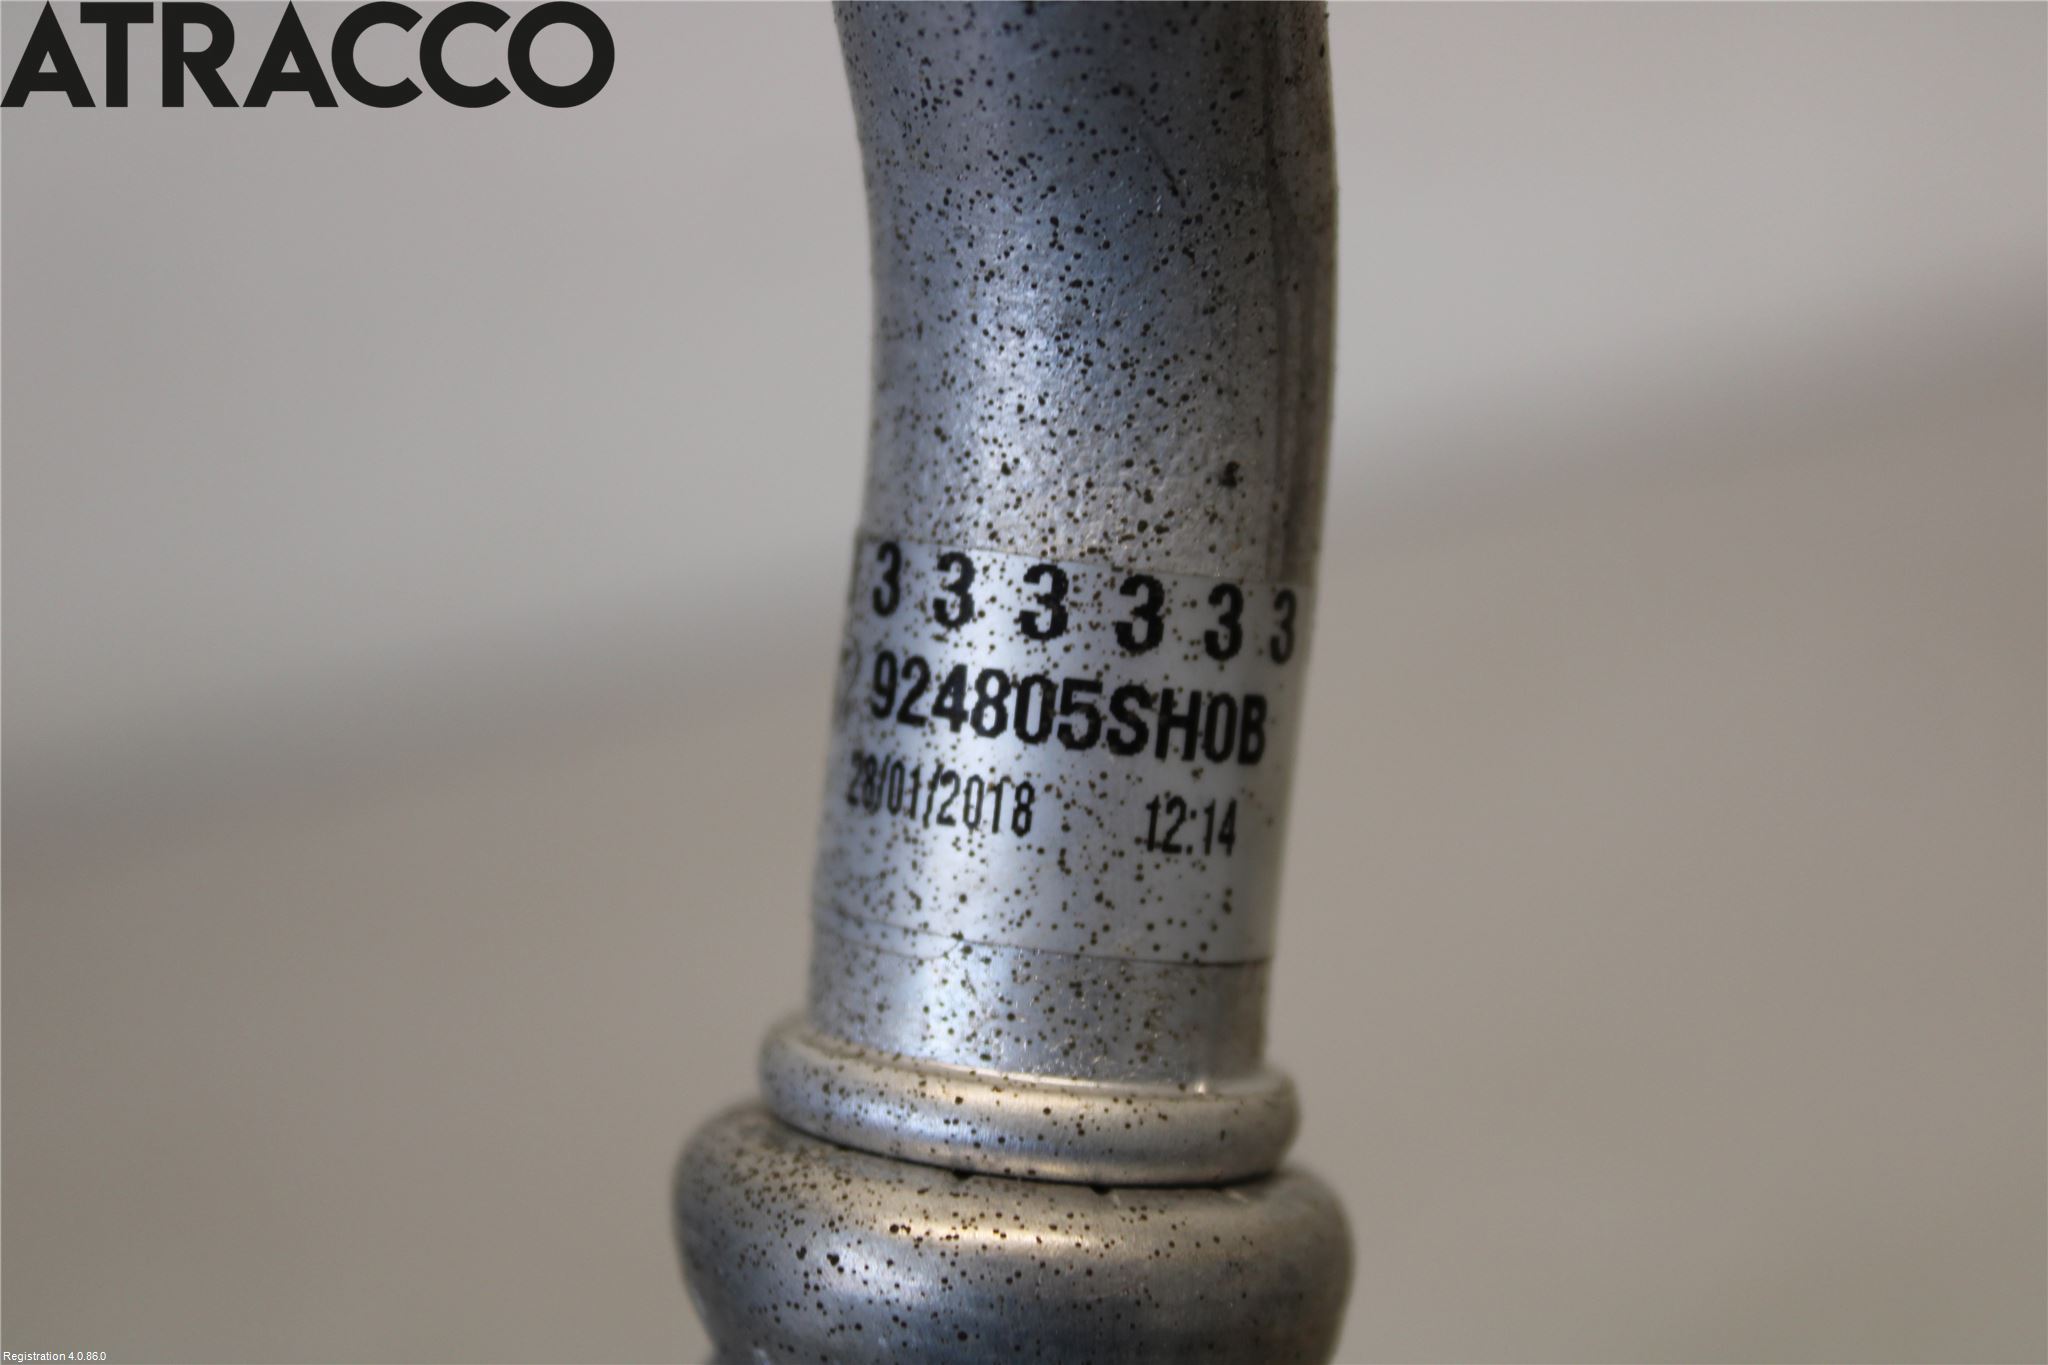 ATRACCO
3 3 3 3 3 3
924805SH0B
28/01/2018 12:14
Registration 4.0.86.0